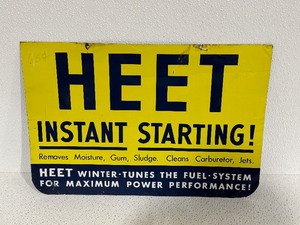 HEET
INSTANT STARTING!
Removes Moisture, Gum, Sludge. Cleans Carburetor, Jets.
HEET WINTER-TUNES THE FUEL-SYSTEM
FOR MAXIMUM POWER PERFORMANCE!